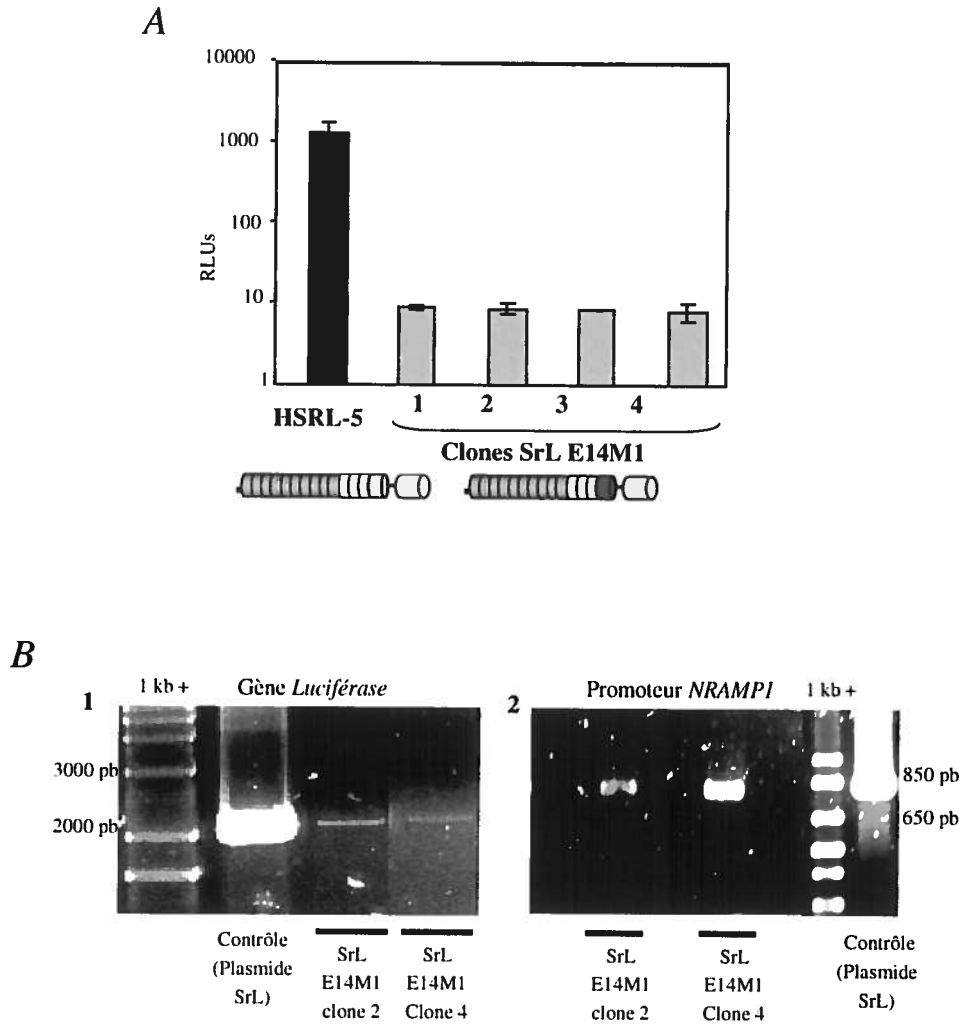 A
10000
1000
100
10
1
RLUs
HSRL-5
1 2 3 4
Clones SrL E14M1
B
1
1 kb +
Gène Luciférase
3000 pb
2000 pb
Contrôle
(Plasmide
SrL)
SrL
E14M1
clone 2
SrL
E14M1
Clone 4
2
Promoteur NRAMP1
1 kb +
850 pb
650 pb
SrL
E14M1
clone 2
SrL
E14M1
Clone 4
Contrôle
(Plasmide
SrL)